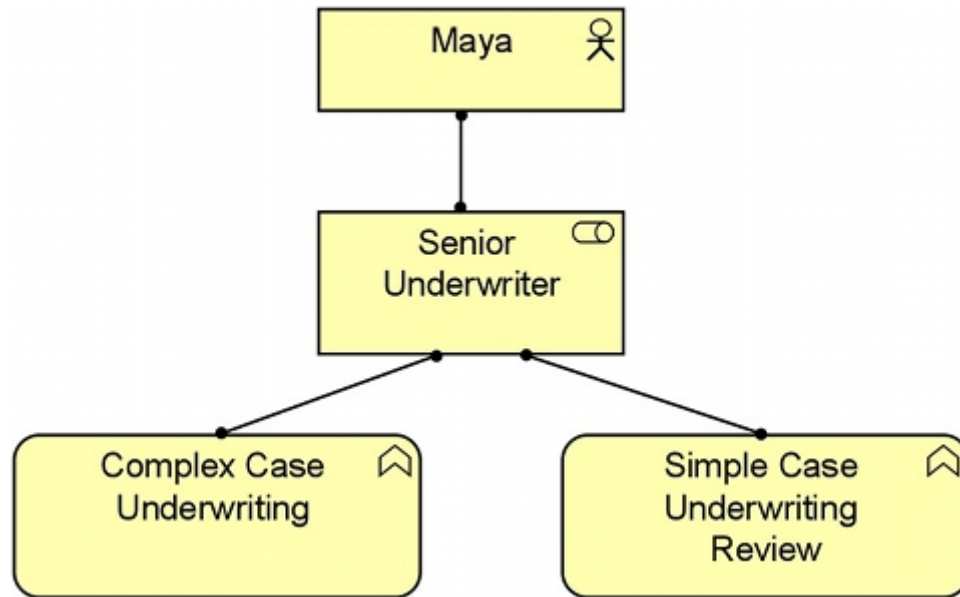 Maya
Senior
Underwriter
Complex Case
Underwriting
Simple Case
Underwriting
Review